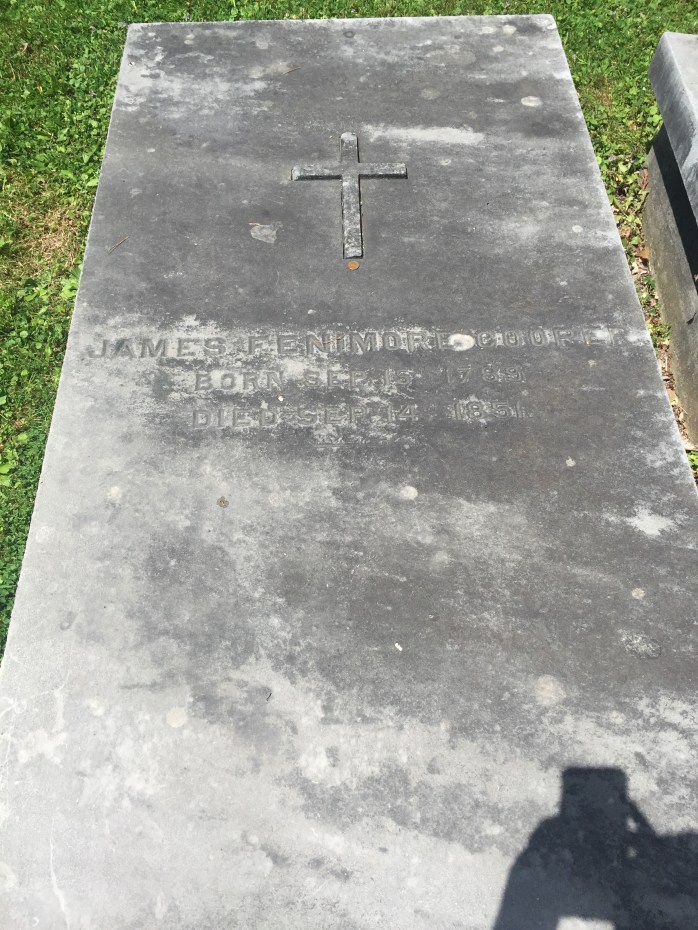 JAMES FENIMORE COOPER
BORN SEP. 15 1789
DIED SEP. 14 1851